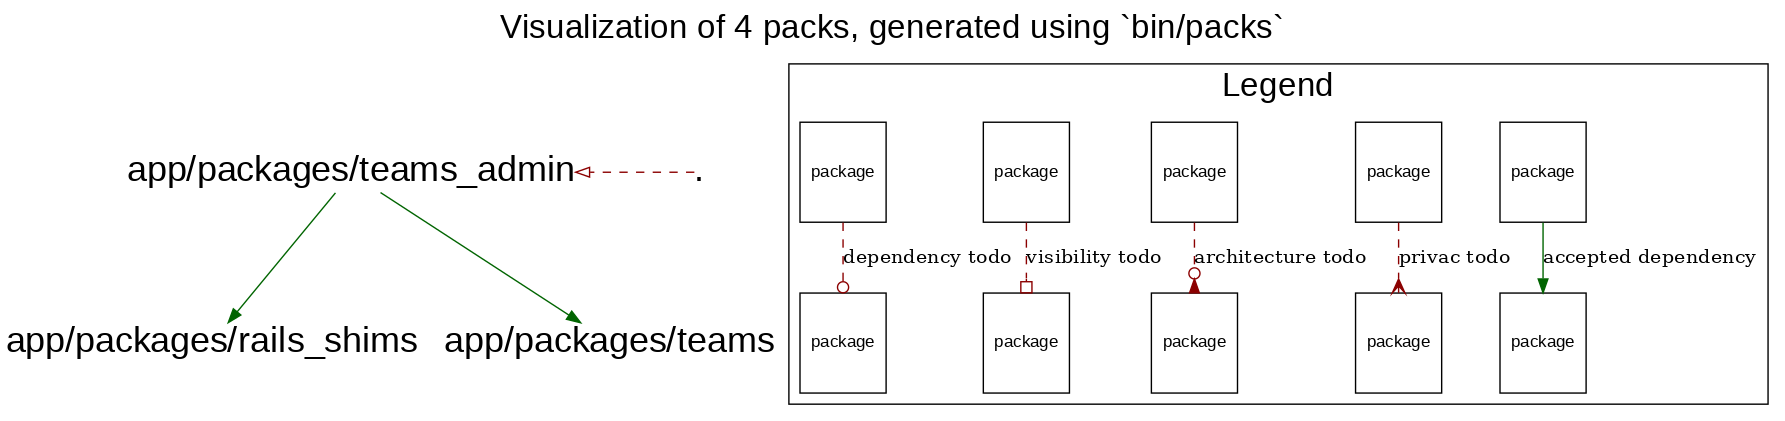 Visualization of 4 packs, generated using `bin/packs`
Legend
app/packages/teams_admin
.
package
package
package
package
package
dependency todo
visibility todo
architecture todo
privac todo
accepted dependency
app/packages/rails_shims
app/packages/teams
package
package
package
package
package